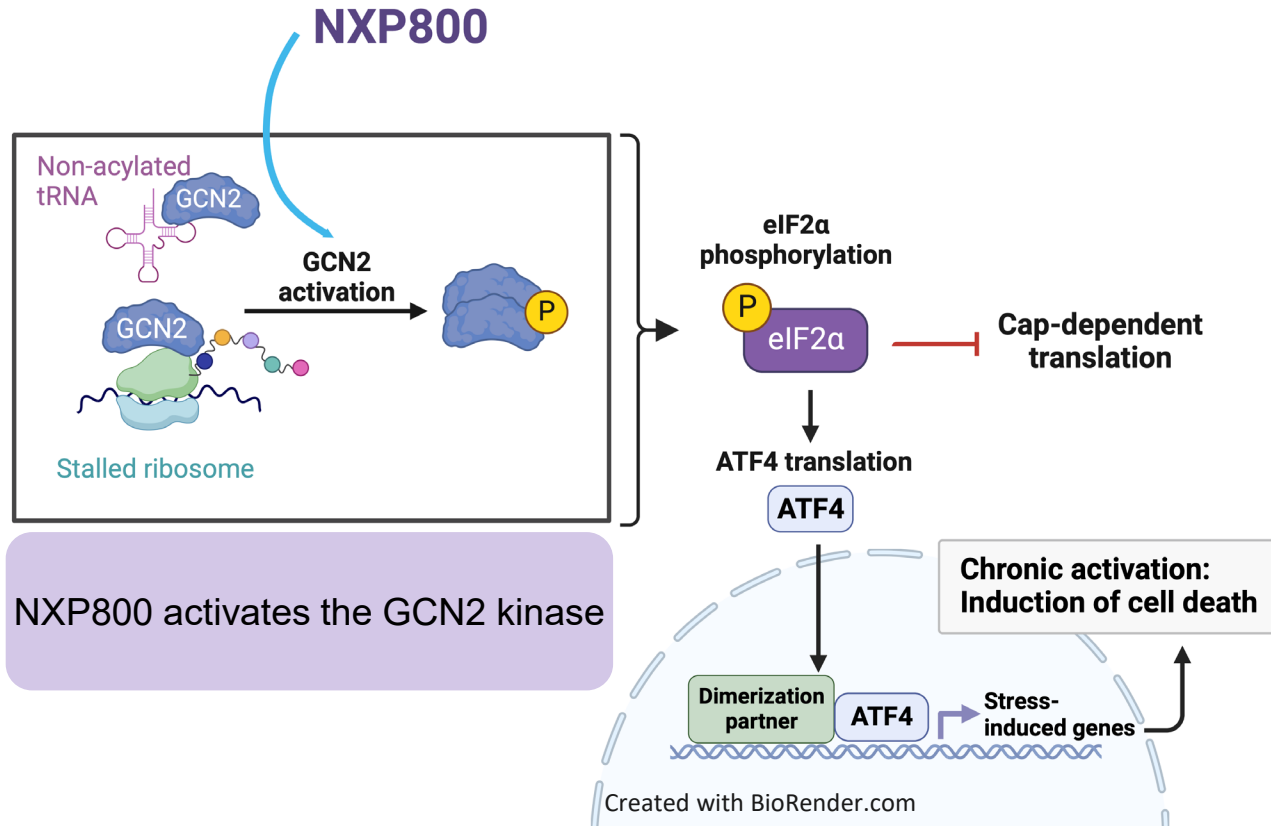 NXP800
Non-acylated
tRNA
GCN2
GCN2
activation
P
GCN2
Stalled ribosome
NXP800 activates the GCN2 kinase
eIF2α
phosphorylation
P
eIF2α
Cap-dependent
translation
ATF4 translation
ATF4
Chronic activation:
Induction of cell death
Dimerization
partner
ATF4
Stress-
induced genes
Created with BioRender.com